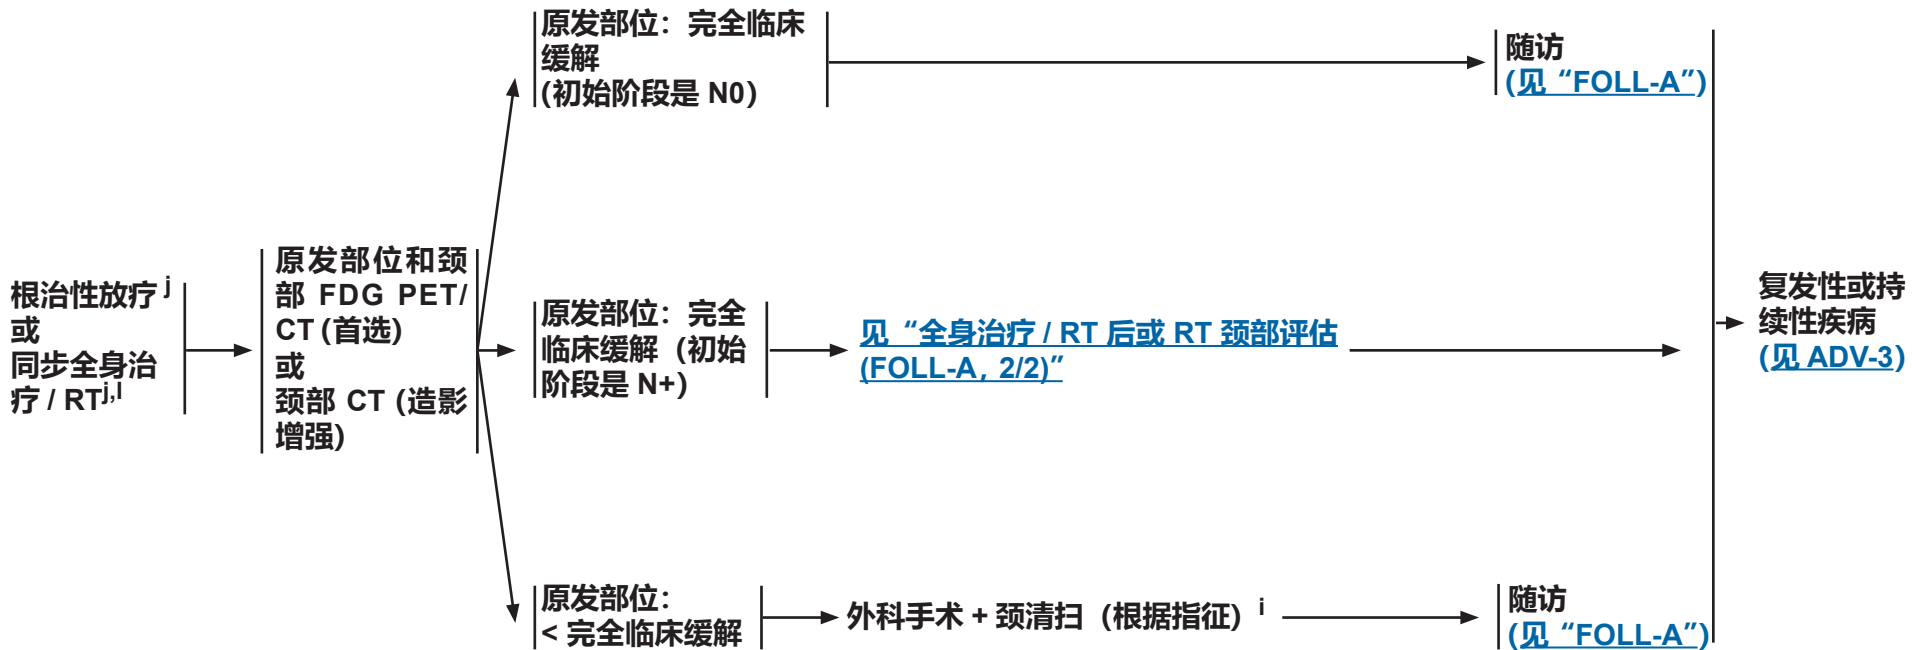 根治性放疗 j
或
同步全身治
疗 / RTj,l
原发部位和颈
部 FDG PET/
CT (首选)
或
颈部 CT (造影
增强)
原发部位：完全临床
缓解
(初始阶段是 N0)
随访
(见 “FOLL-A”)
原发部位：完全
临床缓解（初始
阶段是 N+)
见 “全身治疗 / RT 后或 RT 颈部评估
(FOLL-A，2/2)”
原发部位：
< 完全临床缓解
外科手术 + 颈清扫（根据指征）i
随访
(见 “FOLL-A”)
复发性或持
续性疾病
(见 ADV-3)